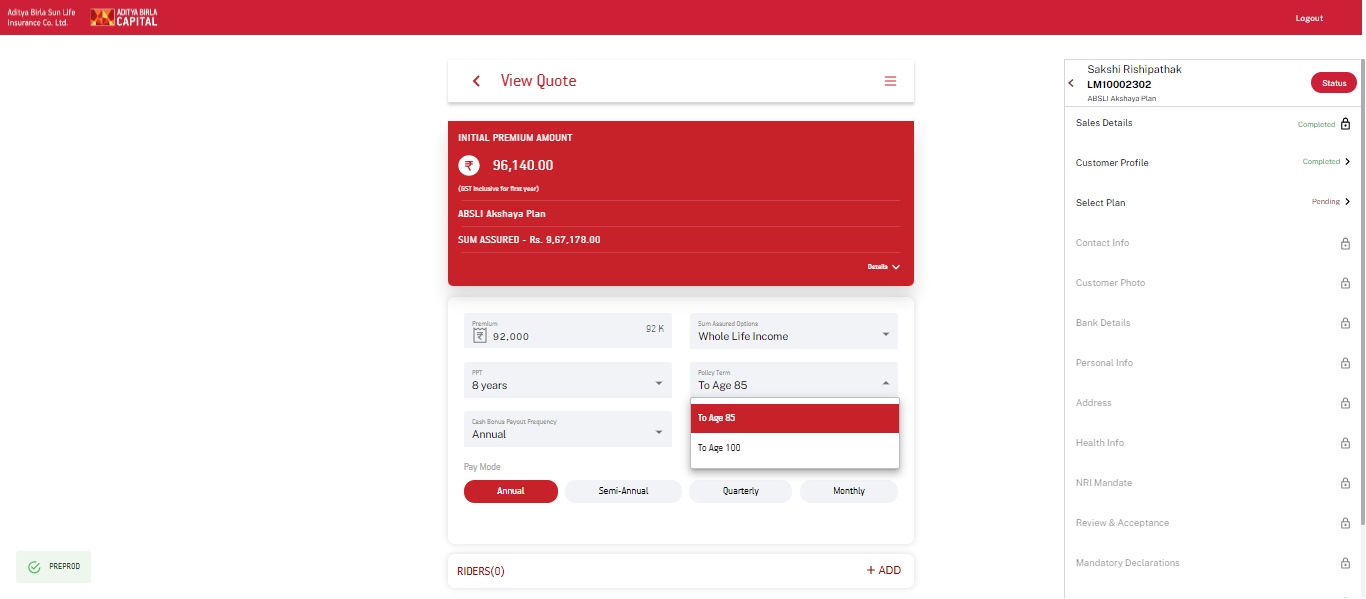 Aditya Birla Sun Life
Insurance Co. Ltd.
ADITYA BIRLA
CAPITAL
Logout
View Quote
INITIAL PREMIUM AMOUNT
₹ 96,140.00
(GST inclusive for first year)
ABSLI Akshaya Plan
SUM ASSURED - Rs. 9,67,178.00
Details
Premium
₹ 92,000
92 K
Sum Assured Options
Whole Life Income
PPT
8 years
Policy Term
To Age 85
To Age 85
To Age 100
Cash Bonus Payout Frequency
Annual
Pay Mode
Annual
Semi-Annual
Quarterly
Monthly
RIDERS(0)
+ ADD
PREPROD
Sakshi Rishipathak
LM10002302
ABSLI Akshaya Plan
Status
Sales Details Completed
Customer Profile Completed
Select Plan Pending
Contact Info
Customer Photo
Bank Details
Personal Info
Address
Health Info
NRI Mandate
Review & Acceptance
Mandatory Declarations